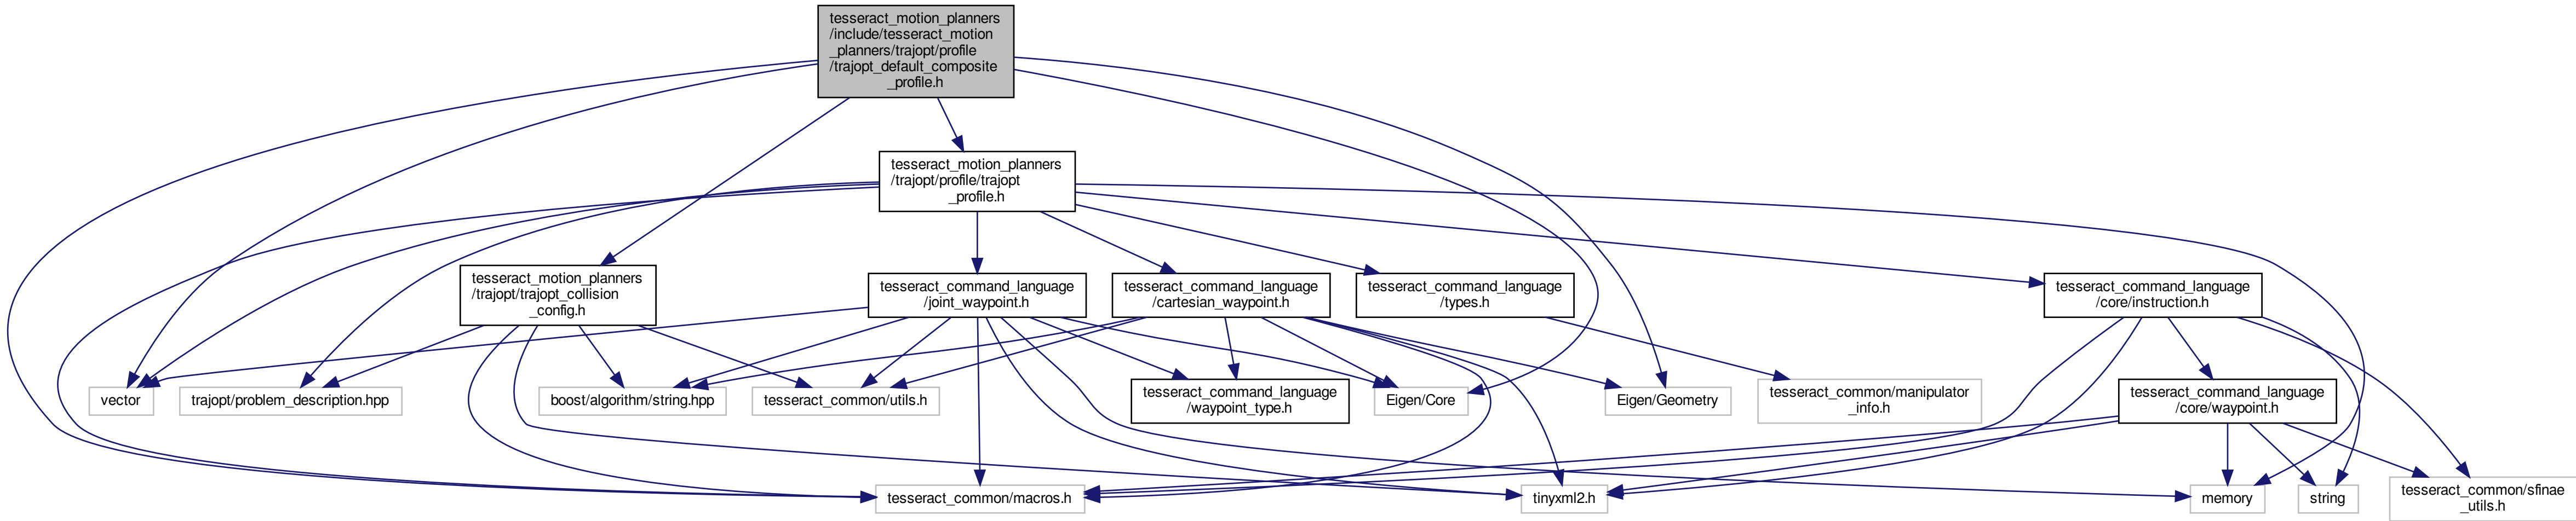 tesseract_motion_planners
/include/tesseract_motion
_planners/trajopt/profile
/trajopt_default_composite
_profile.h
tesseract_motion_planners
/trajopt/profile/trajopt
_profile.h
tesseract_motion_planners
/trajopt/trajopt_collision
_config.h
tesseract_command_language
/joint_waypoint.h
tesseract_command_language
/cartesian_waypoint.h
tesseract_command_language
/types.h
tesseract_command_language
/core/instruction.h
vector
trajopt/problem_description.hpp
boost/algorithm/string.hpp
tesseract_common/utils.h
tesseract_command_language
/waypoint_type.h
Eigen/Core
Eigen/Geometry
tesseract_common/manipulator
_info.h
tesseract_command_language
/core/waypoint.h
tesseract_common/macros.h
tinyxml2.h
memory
string
tesseract_common/sfinae
_utils.h